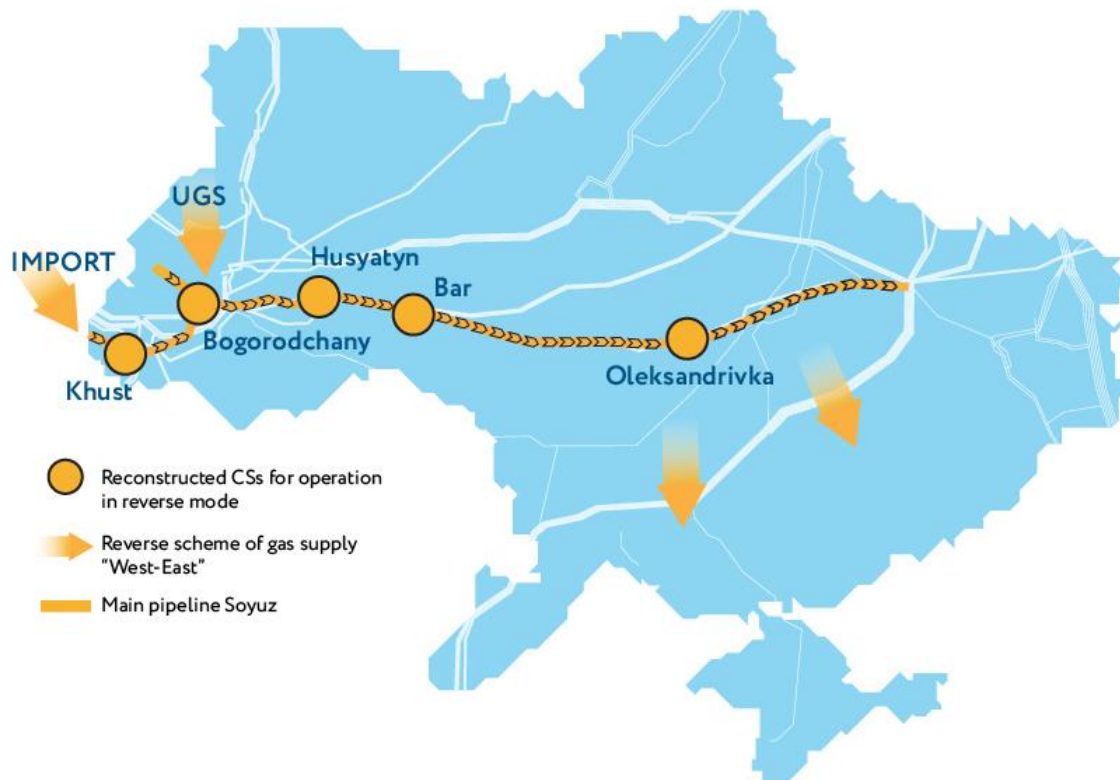 UGS
IMPORT
Husyatyn
Bar
Bogorodchany
Khust
Oleksandrivka
Reconstructed CSs for operation
in reverse mode
Reverse scheme of gas supply
"West-East"
Main pipeline Soyuz